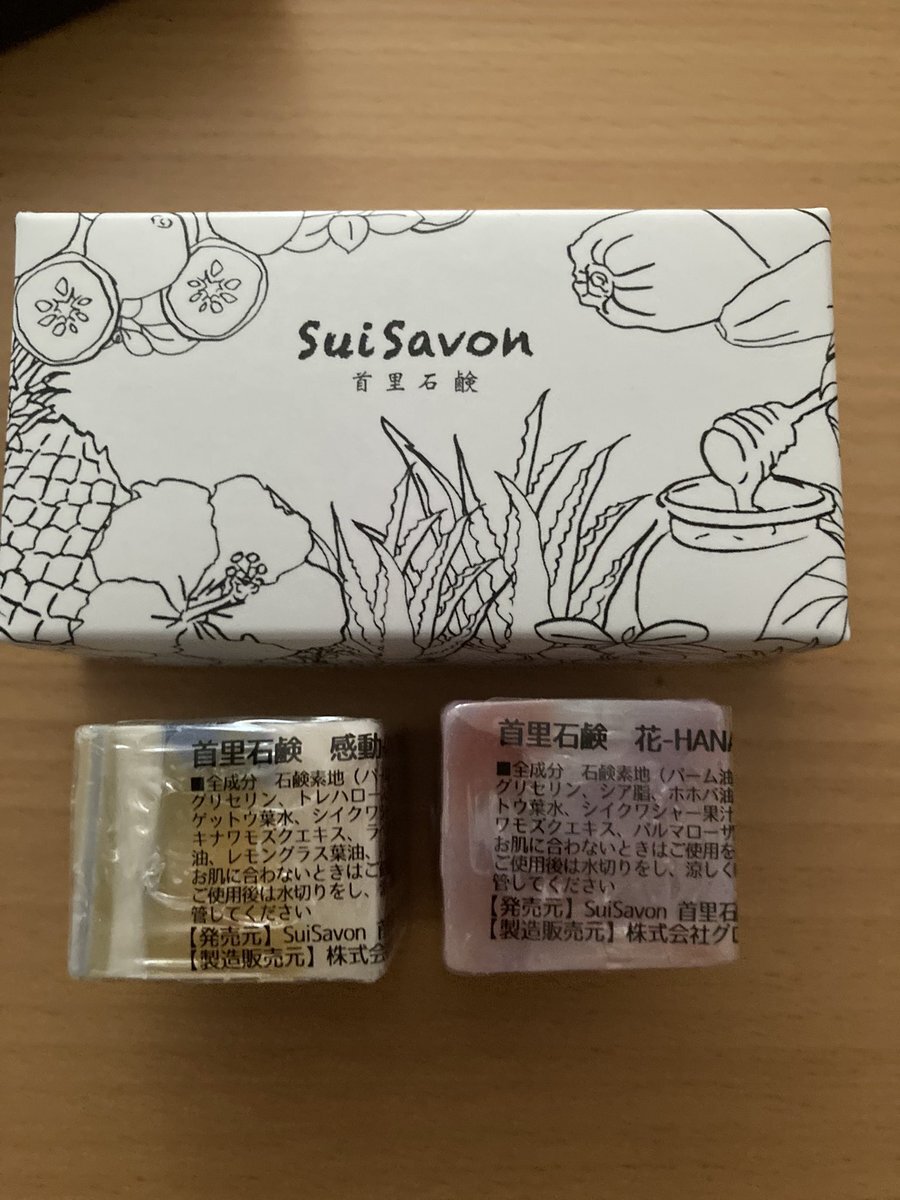 SuiSavon
首里石鹸
首里石鹸 感動
■全成分 石鹸素地（パー
グリセリン、トレハロー
ゲットウ葉水、シイクワ
キナワモズクエキス、ラ
油、レモングラス葉油、
お肌に合わないときはご
ご使用後は水切りをし、
管してください
【発売元】SuiSavon 首
【製造販売元】株式会
首里石鹸 花-HANA
■全成分 石鹸素地（パーム油
グリセリン、シア脂、ホホバ油
トウ葉水、シイクワシャー果汁
ワモズクエキス、パルマローザ
お肌に合わないときはご使用を
ご使用後は水切りをし、涼しく
管してください
【発売元】SuiSavon 首里石
【製造販売元】株式会社グロ